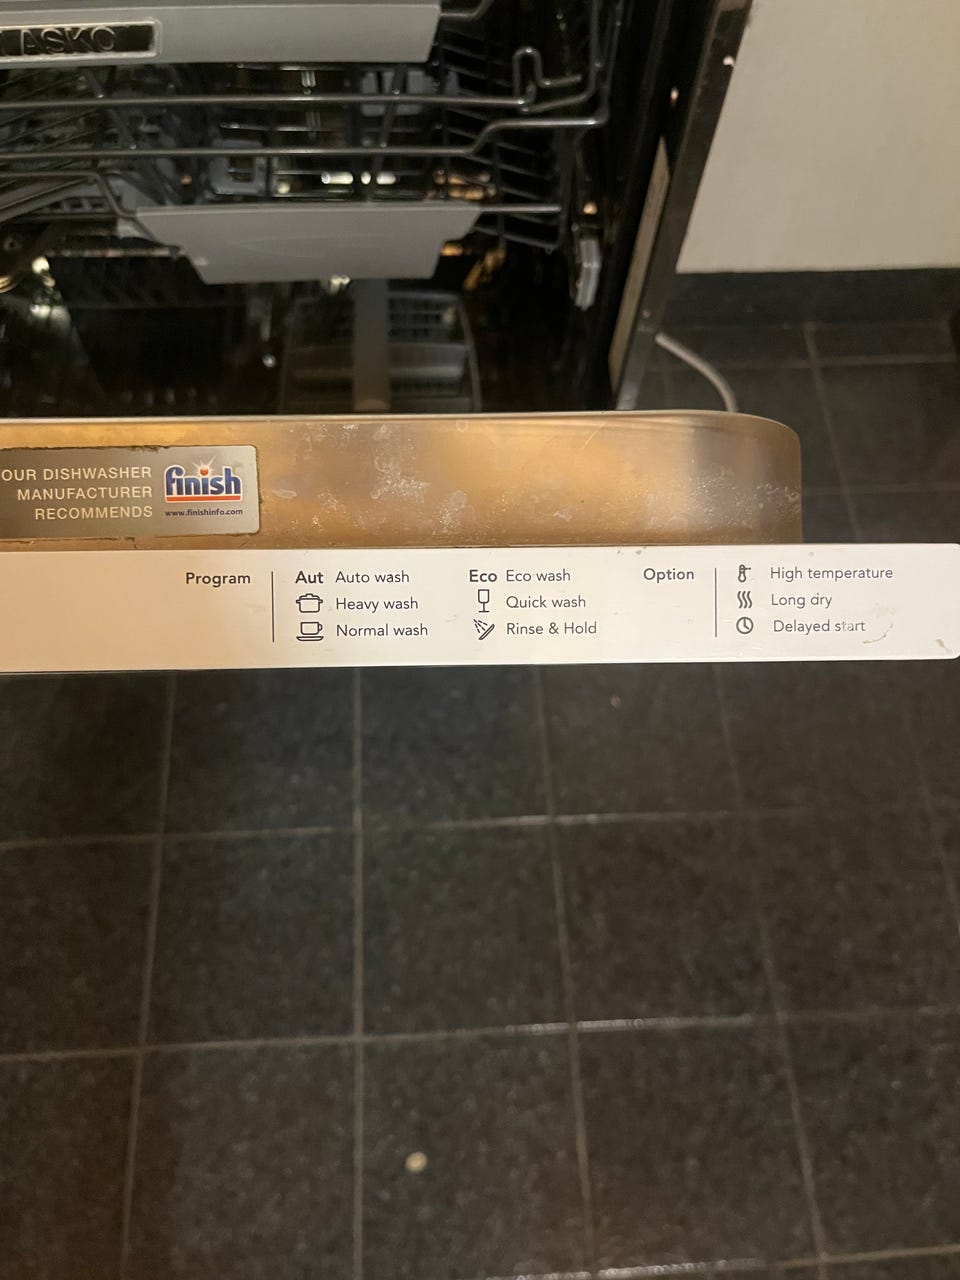 ASKO
OUR DISHWASHER
MANUFACTURER
RECOMMENDS
finish
www.finishinfo.com
Program
Aut Auto wash
Heavy wash
Normal wash
Eco Eco wash
Quick wash
Rinse & Hold
Option
High temperature
Long dry
Delayed start